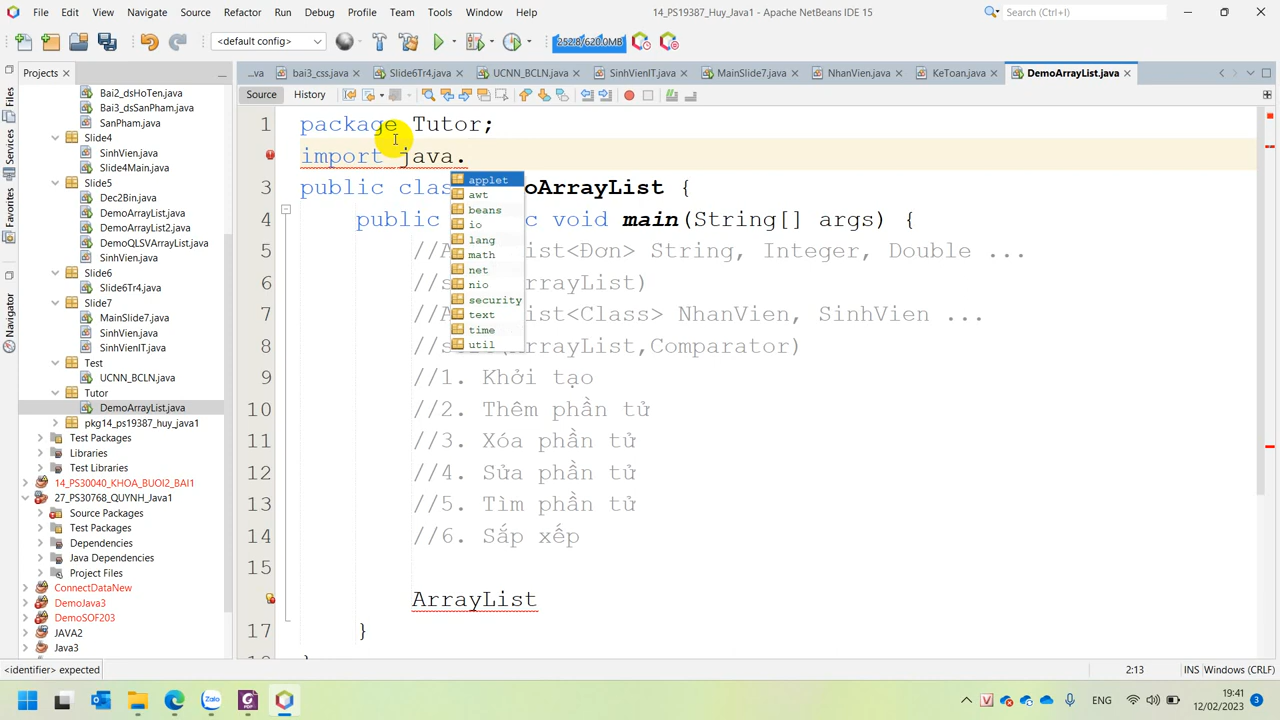 File Edit View Navigate Source Refactor Run Debug Profile Team Tools Window Help
14_PS19387_Huy_Java1 - Apache NetBeans IDE 15
Search (Ctrl+I)
<default config>
252.8/620.0MB
Projects
...va bai3_css.java Slide6Tr4.java UCNN_BCLN.java SinhVienIT.java MainSlide7.java NhanVien.java KeToan.java DemoArrayList.java
Source History
Files
Services
Favorites
Navigator
Bai2_dsHoTen.java
Bai3_dsSanPham.java
SanPham.java
Slide4
SinhVien.java
Slide4Main.java
Slide5
Dec2Bin.java
DemoArrayList.java
DemoArrayList2.java
DemoQLSVArrayList.java
SinhVien.java
Slide6
Slide6Tr4.java
Slide7
MainSlide7.java
SinhVien.java
SinhVienIT.java
Test
UCNN_BCLN.java
Tutor
DemoArrayList.java
pkg14_ps19387_huy_java1
Test Packages
Libraries
Test Libraries
14_PS30040_KHOA_BUOI2_BAI1
27_PS30768_QUYNH_Java1
Source Packages
Test Packages
Dependencies
Java Dependencies
Project Files
ConnectDataNew
DemoJava3
DemoSOF203
JAVA2
Java3
1 package Tutor;
import java.
3 public clas oArrayList {
4 public c void main(String[] args) {
5 //A ist<Đơn> String, Integer, Double ...
6 //s rrayList)
7 //A ist<Class> NhanVien, SinhVien ...
8 //s rrayList,Comparator)
9 //1. Khởi tạo
10 //2. Thêm phần tử
11 //3. Xóa phần tử
12 //4. Sửa phần tử
13 //5. Tìm phần tử
14 //6. Sắp xếp
15
ArrayList
17 }
applet
awt
beans
io
lang
math
net
nio
security
text
time
util
<identifier> expected
2:13
INS Windows (CRLF)
Zalo
ENG
19:41
12/02/2023
3